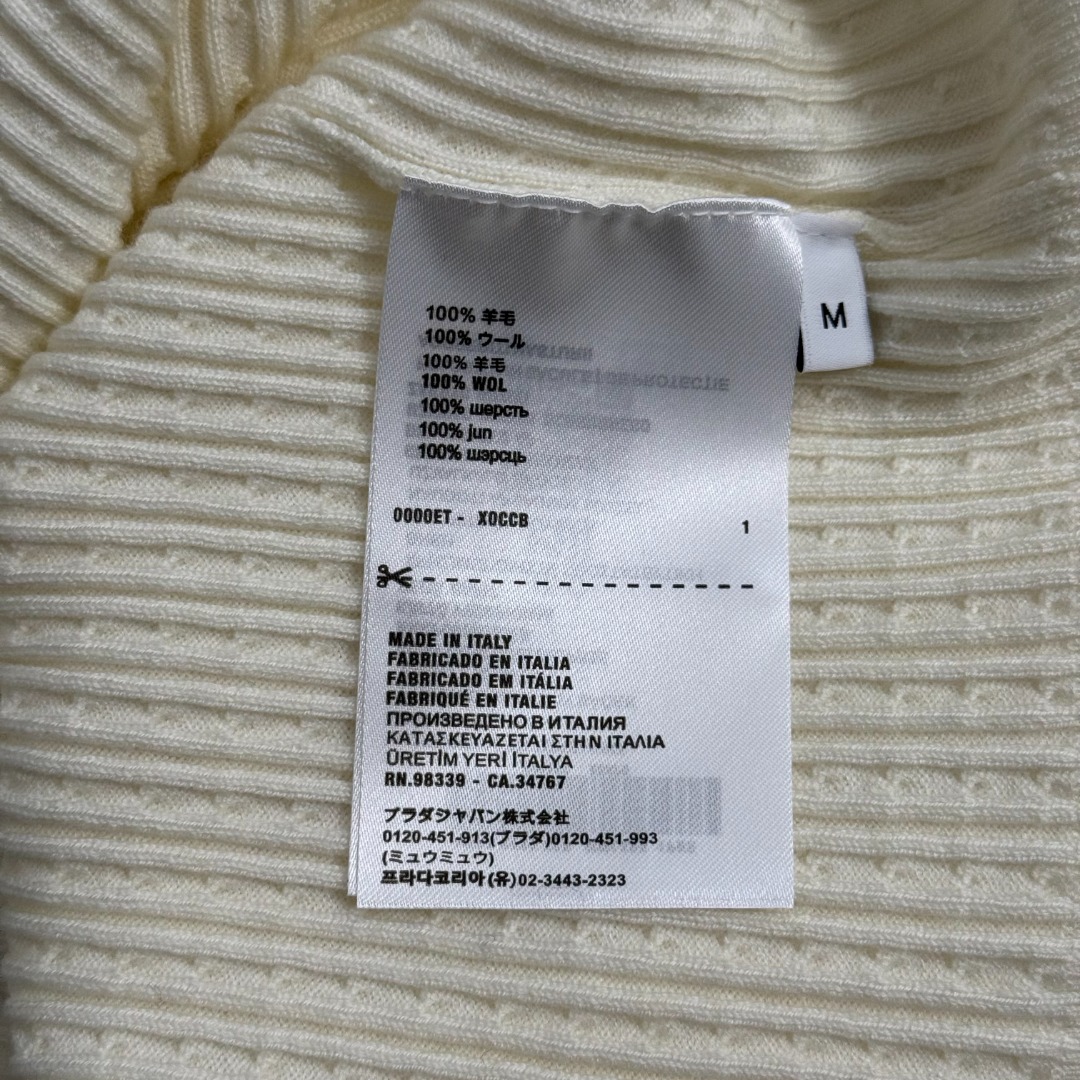 100% 羊毛
100% ウール
100% 羊毛
100% WOL
100% шерсть
100% jun
100% шэрсць
0000ET - X0CCB 1
MADE IN ITALY
FABRICADO EN ITALIA
FABRICADO EM ITÁLIA
FABRIQUÉ EN ITALIE
ПРОИЗВЕДЕНО В ИТАЛИЯ
ΚΑΤΑΣΚΕΥΑΖΕΤΑΙ ΣΤΗΝ ΙΤΑΛΙΑ
ÜRETİM YERİ İTALYA
RN.98339 - CA.34767
プラダジャパン株式会社
0120-451-913(プラダ)0120-451-993
(ミュウミュウ)
프라다코리아(유)02-3443-2323
M